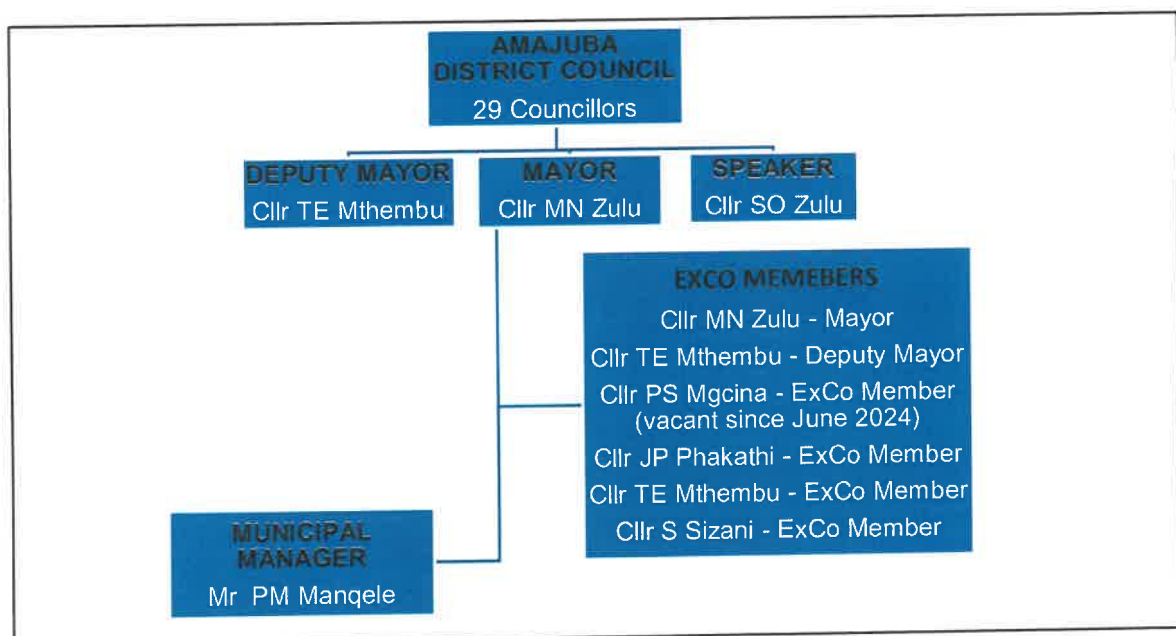 AMAJUBA
DISTRICT COUNCIL
29 Councillors
DEPUTY MAYOR
Cllr TE Mthembu
MAYOR
Cllr MN Zulu
SPEAKER
Cllr SO Zulu
EXCO MEMEBERS
Cllr MN Zulu - Mayor
Cllr TE Mthembu - Deputy Mayor
Cllr PS Mgcina - ExCo Member
(vacant since June 2024)
Cllr JP Phakathi - ExCo Member
Cllr TE Mthembu - ExCo Member
Cllr S Sizani - ExCo Member
MUNICIPAL
MANAGER
Mr PM Manqele